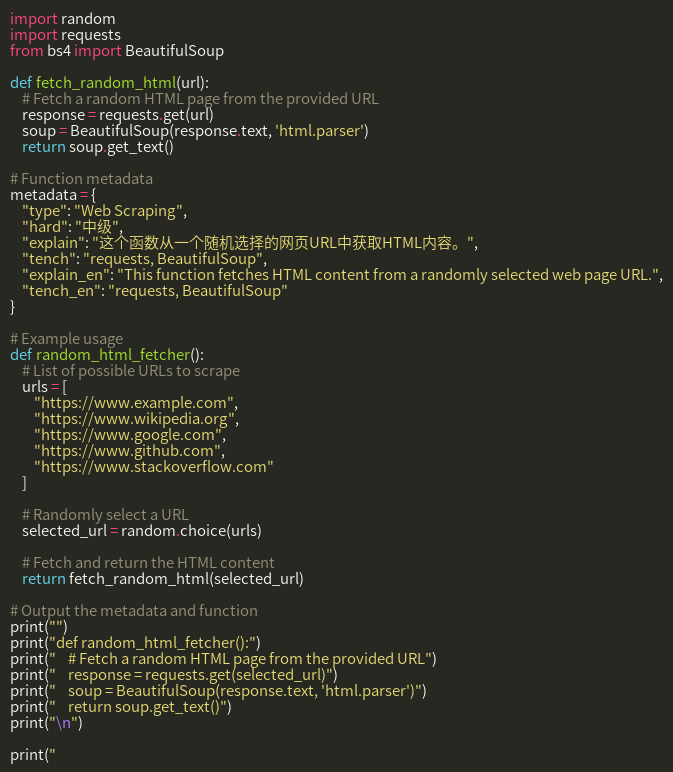 import random
import requests
from bs4 import BeautifulSoup

def fetch_random_html(url):
    # Fetch a random HTML page from the provided URL
    response = requests.get(url)
    soup = BeautifulSoup(response.text, 'html.parser')
    return soup.get_text()

# Function metadata
metadata = {
    "type": "Web Scraping",
    "hard": "中级",
    "explain": "这个函数从一个随机选择的网页URL中获取HTML内容。",
    "tench": "requests, BeautifulSoup",
    "explain_en": "This function fetches HTML content from a randomly selected web page URL.",
    "tench_en": "requests, BeautifulSoup"
}

# Example usage
def random_html_fetcher():
    # List of possible URLs to scrape
    urls = [
        "https://www.example.com",
        "https://www.wikipedia.org",
        "https://www.google.com",
        "https://www.github.com",
        "https://www.stackoverflow.com"
    ]

    # Randomly select a URL
    selected_url = random.choice(urls)

    # Fetch and return the HTML content
    return fetch_random_html(selected_url)

# Output the metadata and function
print("")
print("def random_html_fetcher():")
print("    # Fetch a random HTML page from the provided URL")
print("    response = requests.get(selected_url)")
print("    soup = BeautifulSoup(response.text, 'html.parser')")
print("    return soup.get_text()")
print("\n")

print("